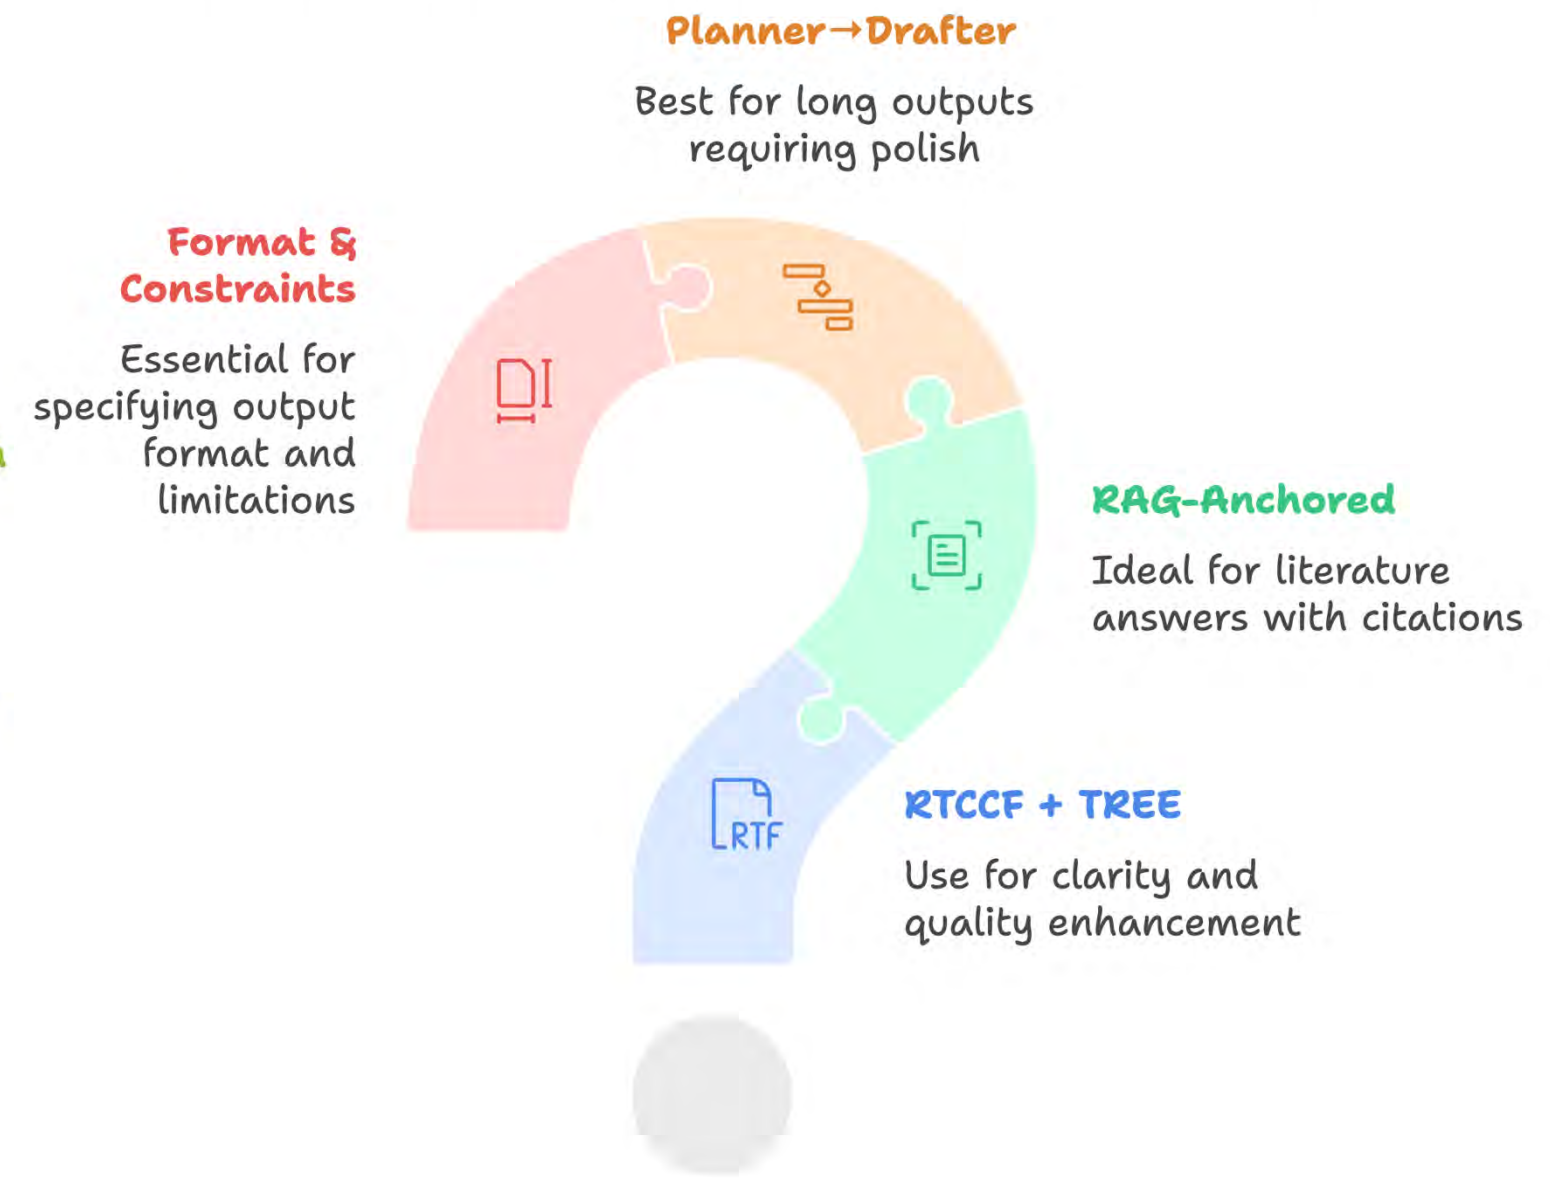 Planner→Drafter
Best for long outputs
requiring polish
Format &
Constraints
Essential for
specifying output
format and
limitations
RAG-Anchored
Ideal for literature
answers with citations
RTF
RTCCF + TREE
Use for clarity and
quality enhancement